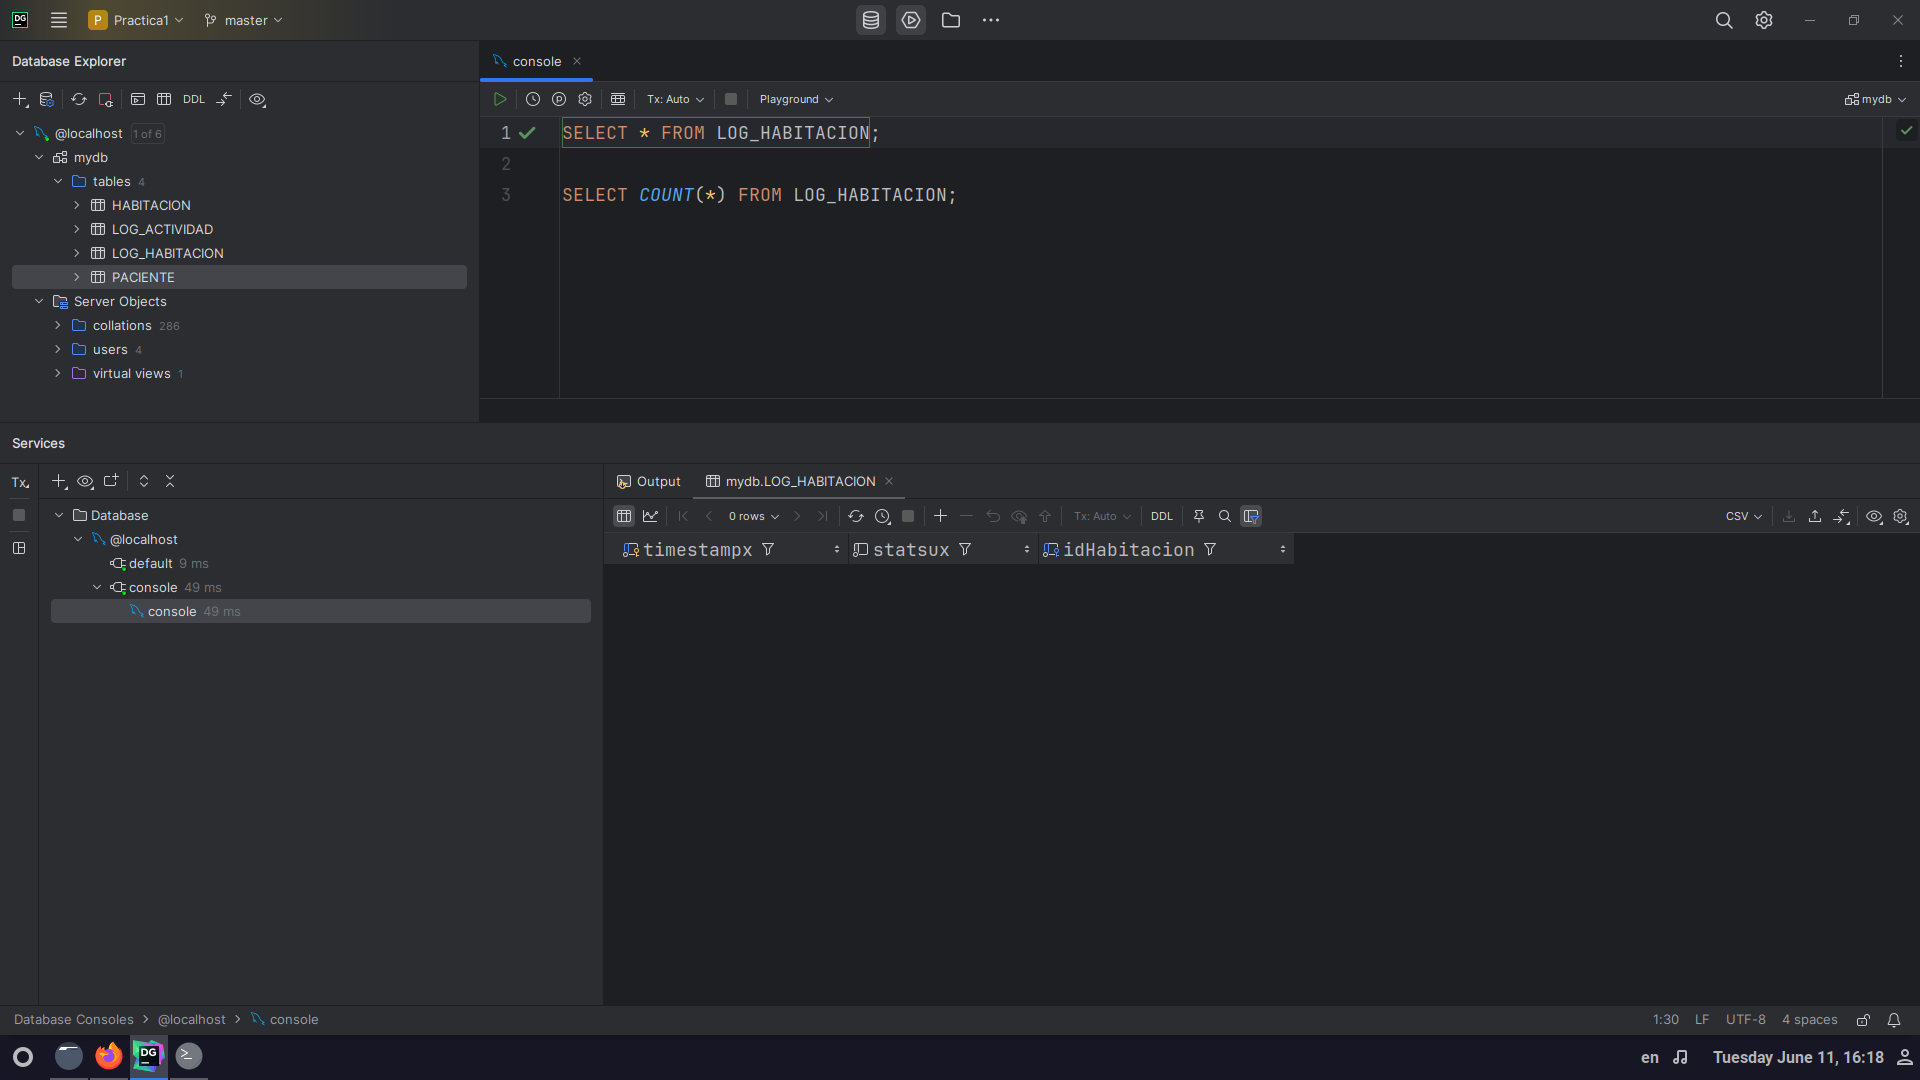 DG
P Practica1
master
Database Explorer
console
DDL
Tx: Auto
Playground
mydb
@localhost 1 of 6
mydb
tables 4
HABITACION
LOG_ACTIVIDAD
LOG_HABITACION
PACIENTE
Server Objects
collations 286
users 4
virtual views 1
1 SELECT * FROM LOG_HABITACION;
2
3 SELECT COUNT(*) FROM LOG_HABITACION;
Services
Tx
Database
@localhost
default 9 ms
console 49 ms
console 49 ms
Output
mydb.LOG_HABITACION
0 rows
Tx: Auto
DDL
CSV
timestampx
statsux
idHabitacion
Database Consoles > @localhost > console
1:30 LF UTF-8 4 spaces
DG
en
Tuesday June 11, 16:18